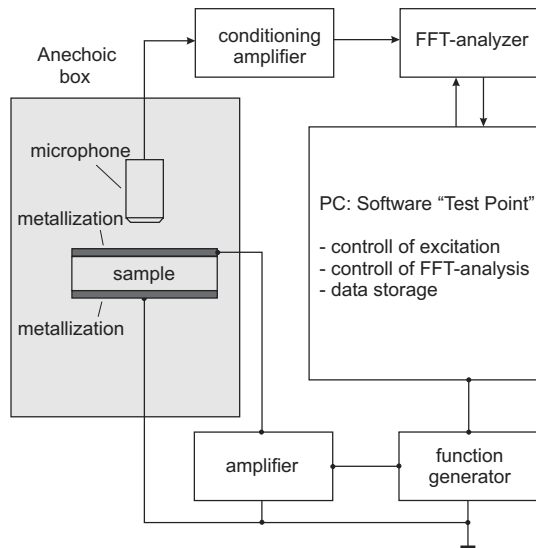 conditioning
amplifier
FFT-analyzer
Anechoic
box
microphone
metallization
sample
metallization
PC: Software “Test Point”
- controll of excitation
- controll of FFT-analysis
- data storage
amplifier
function
generator